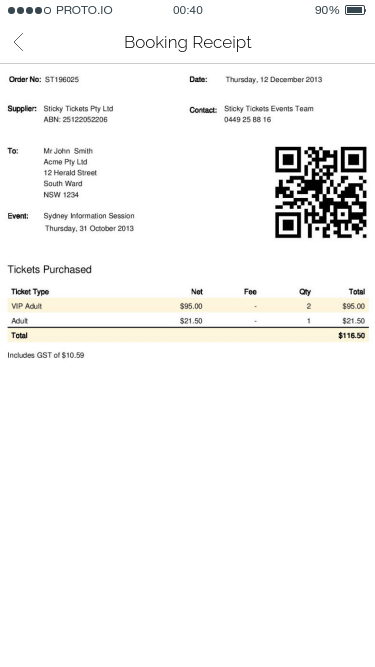 PROTO.IO 00:40 90%
Booking Receipt
Order No: ST196025 Date: Thursday, 12 December 2013
Supplier: Sticky Tickets Pty Ltd Contact: Sticky Tickets Events Team
ABN: 25122052206 0449 25 88 16
To: Mr John Smith
Acme Pty Ltd
12 Herald Street
South Ward
NSW 1234
Event: Sydney Information Session
Thursday, 31 October 2013
Tickets Purchased
Ticket Type Net Fee Qty Total
VIP Adult $95.00 - 2 $95.00
Adult $21.50 - 1 $21.50
Total $116.50
Includes GST of $10.59